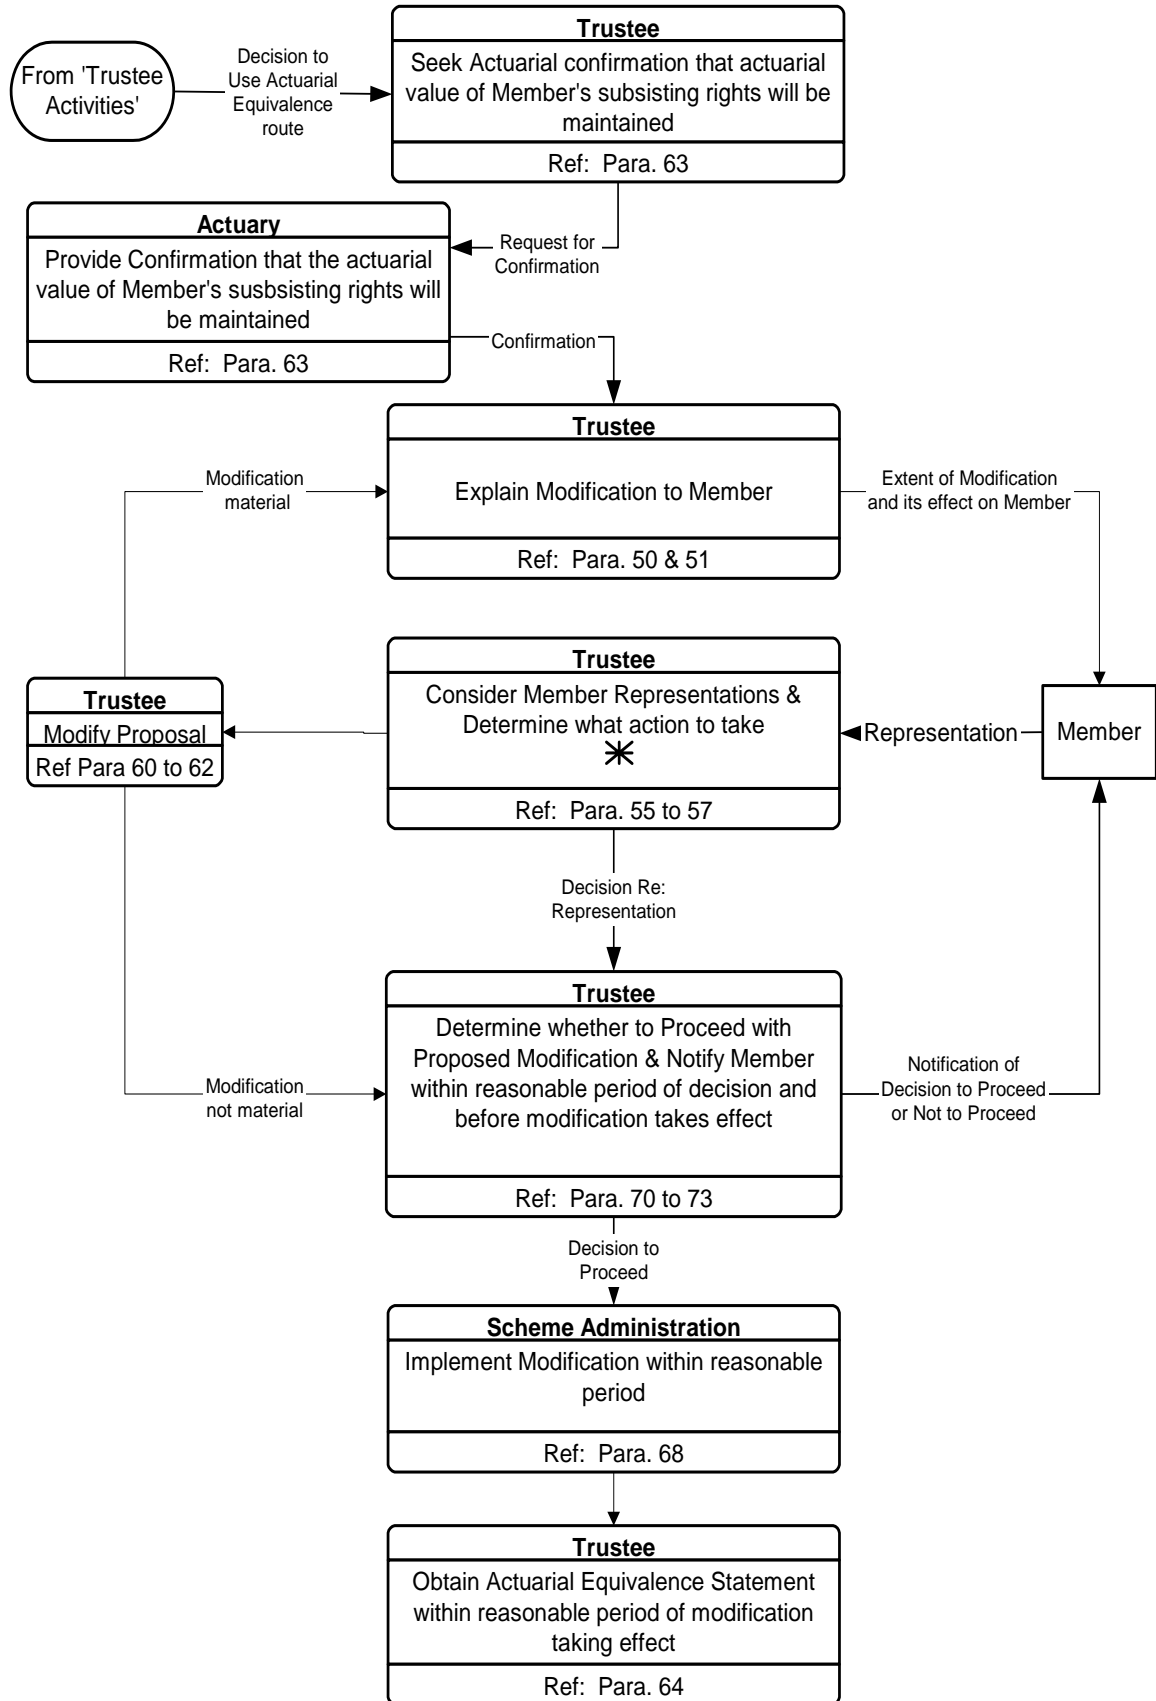 Trustee
Seek Actuarial confirmation that actuarial
value of Member's subsisting rights will be
maintained
Ref:  Para. 63
From 'Trustee
Activities'
Decision to
Use Actuarial
Equivalence
route
Actuary
Provide Confirmation that the actuarial
value of Member's susbsisting rights will
be maintained
Ref:  Para. 63
Request for
Confirmation
Confirmation
Trustee
Explain Modification to Member
Ref:  Para. 50 & 51
Modification
material
Extent of Modification
and its effect on Member
Trustee
Consider Member Representations &
Determine what action to take
Ref:  Para. 55 to 57
Trustee
Modify Proposal
Ref Para 60 to 62
Representation
Member
Decision Re:
Representation
Trustee
Determine whether to Proceed with
Proposed Modification & Notify Member
within reasonable period of decision and
before modification takes effect
Ref:  Para. 70 to 73
Modification
not material
Notification of
Decision to Proceed
or Not to Proceed
Decision to
Proceed
Scheme Administration
Implement Modification within reasonable
period
Ref:  Para. 68
Trustee
Obtain Actuarial Equivalence Statement
within reasonable period of modification
taking effect
Ref:  Para. 64